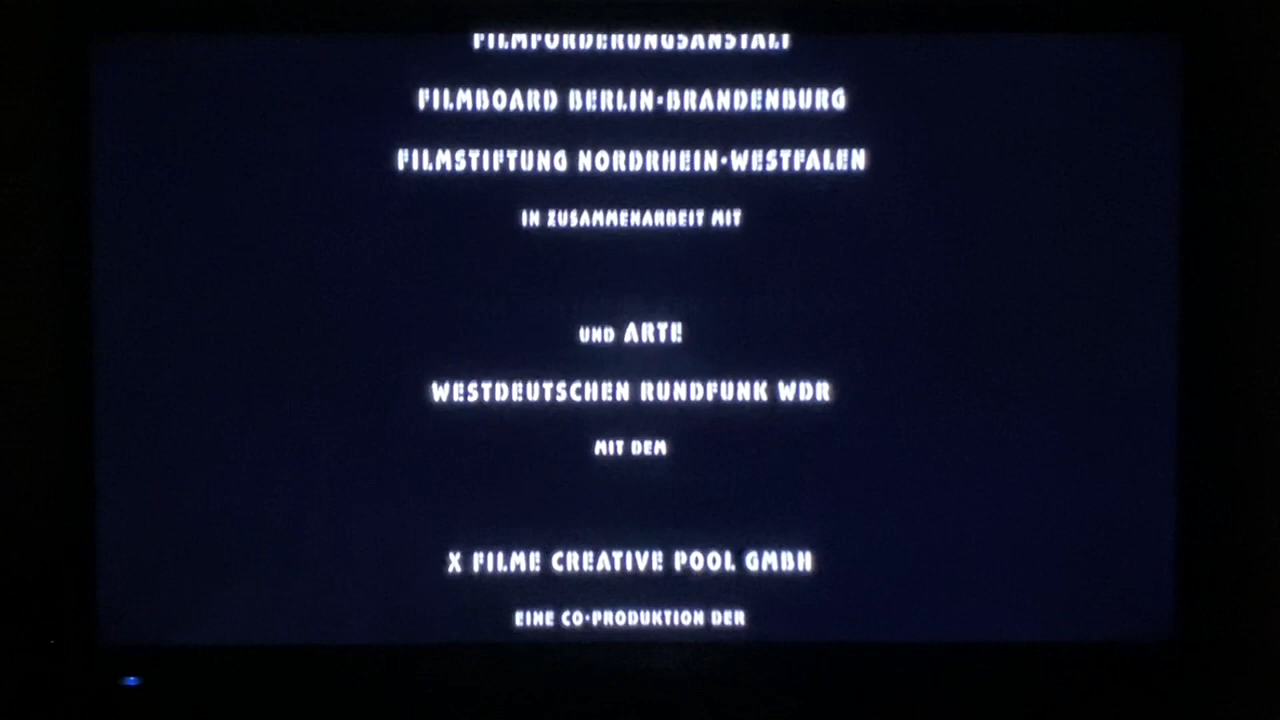 FILMFÖRDERUNGSANSTALT
FILMBOARD BERLIN-BRANDENBURG
FILMSTIFTUNG NORDRHEIN-WESTFALEN
IN ZUSAMMENARBEIT MIT
UND ARTE
WESTDEUTSCHEN RUNDFUNK WDR
MIT DEM
X FILME CREATIVE POOL GMBH
EINE CO-PRODUKTION DER